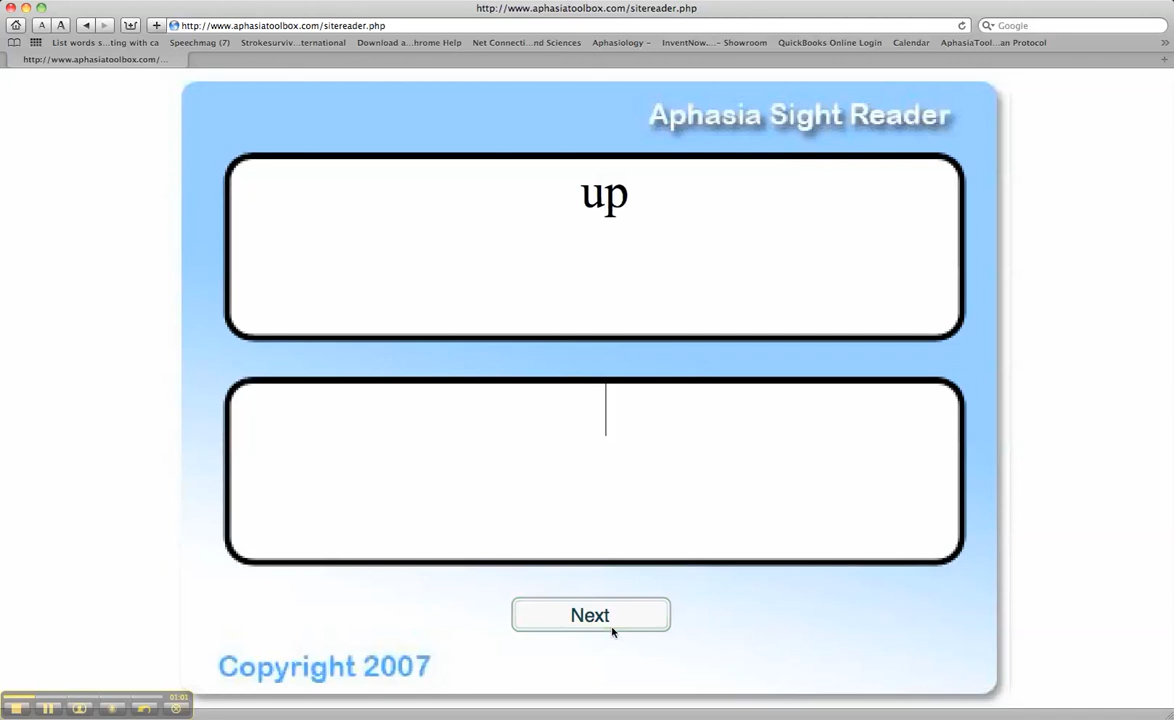 http://www.aphasiatoolbox.com/sitereader.php
A A http://www.aphasiatoolbox.com/sitereader.php Google
List words s...ting with ca Speechmag (7) Strokesurviv...ternational Download a...hrome Help Net Connecti...nd Sciences Aphasiology – InventNow.... – Showroom QuickBooks Online Login Calendar AphasiaTool...an Protocol
http://www.aphasiatoolbox.com/...
Aphasia Sight Reader
up
Next
Copyright 2007
01:01